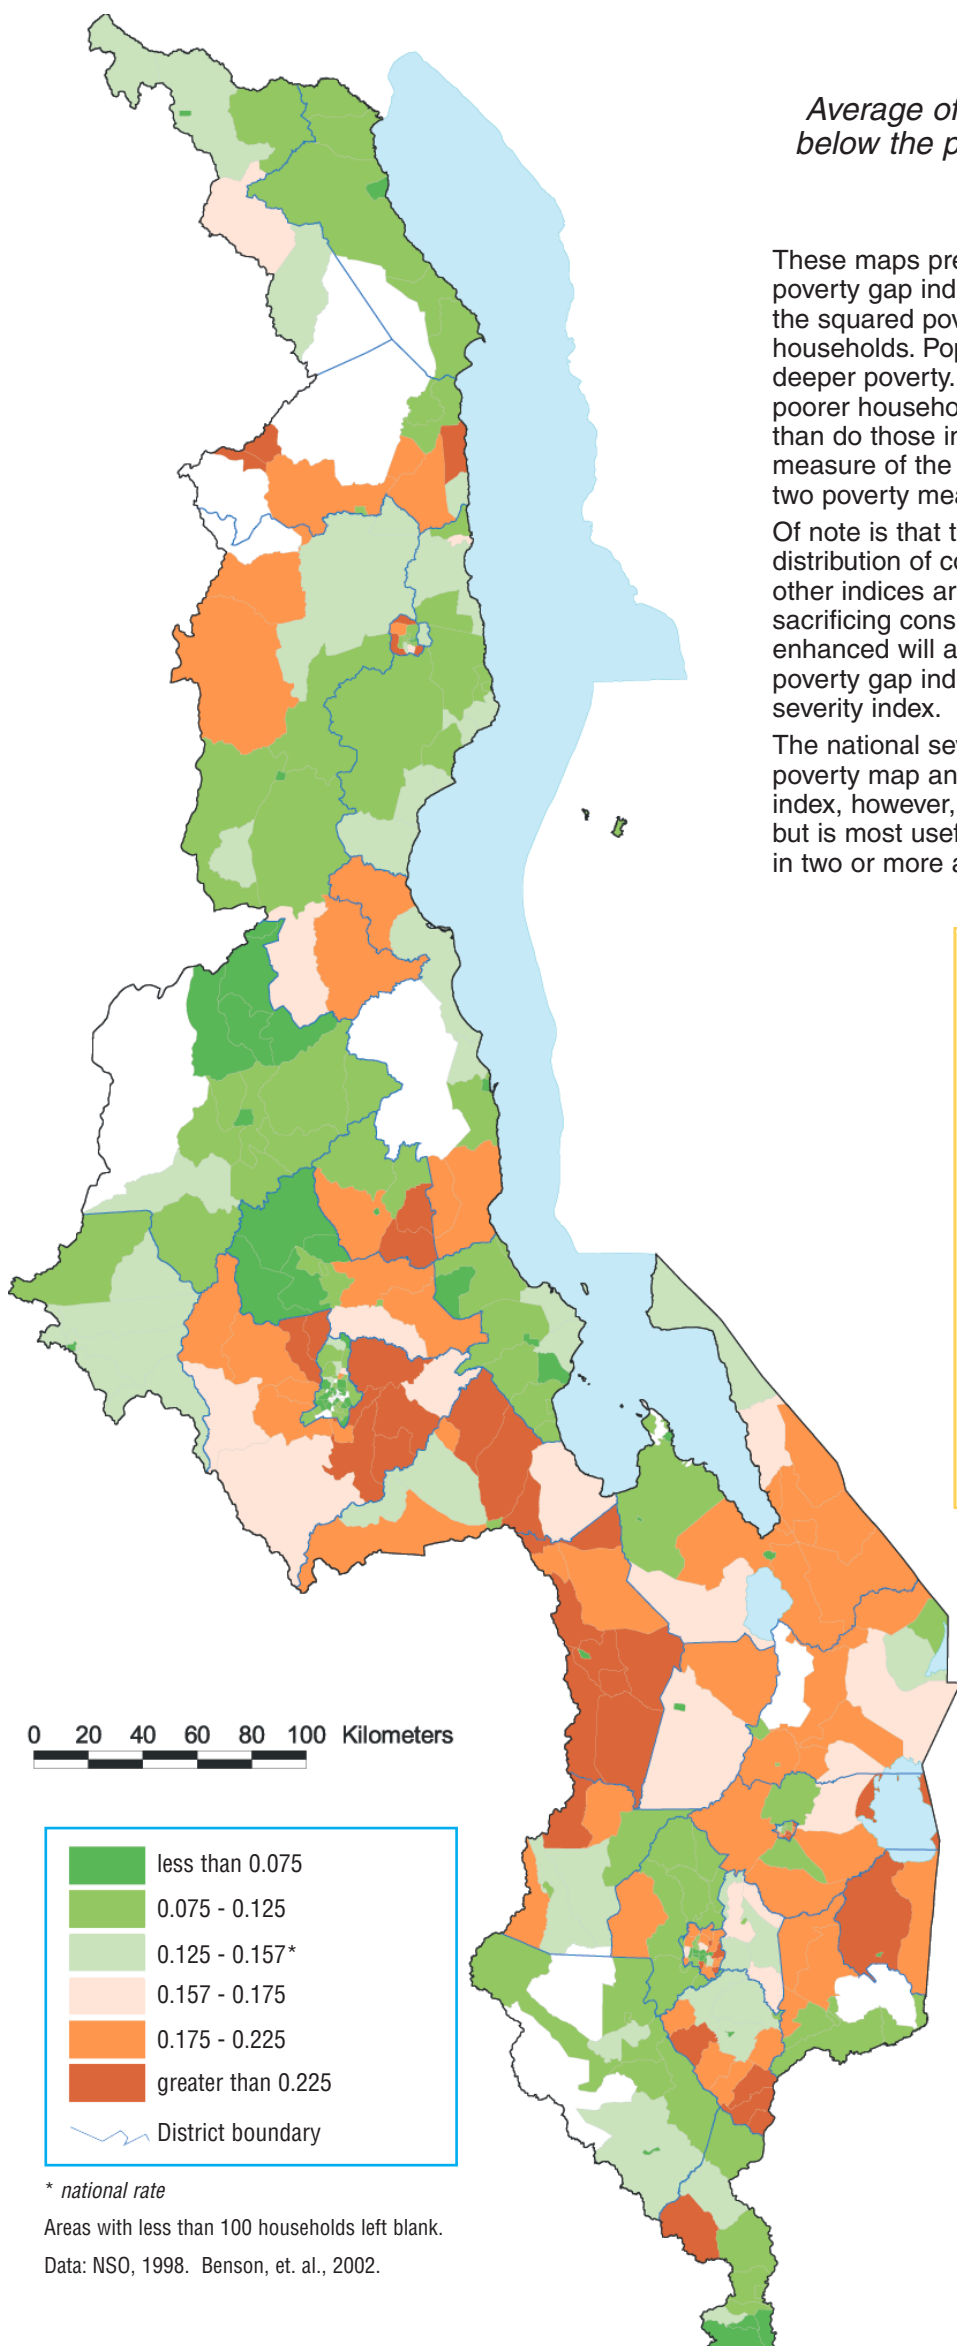 Average of
below the p
These maps pre
poverty gap ind
the squared pov
households. Pop
deeper poverty.
poorer househo
than do those in
measure of the
two poverty mea
Of note is that t
distribution of co
other indices ar
sacrificing cons
enhanced will a
poverty gap ind
severity index.
The national sev
poverty map an
index, however,
but is most usef
in two or more a
0 20 40 60 80 100 Kilometers
less than 0.075
0.075 - 0.125
0.125 - 0.157*
0.157 - 0.175
0.175 - 0.225
greater than 0.225
District boundary
* national rate
Areas with less than 100 households left blank.
Data: NSO, 1998. Benson, et. al., 2002.